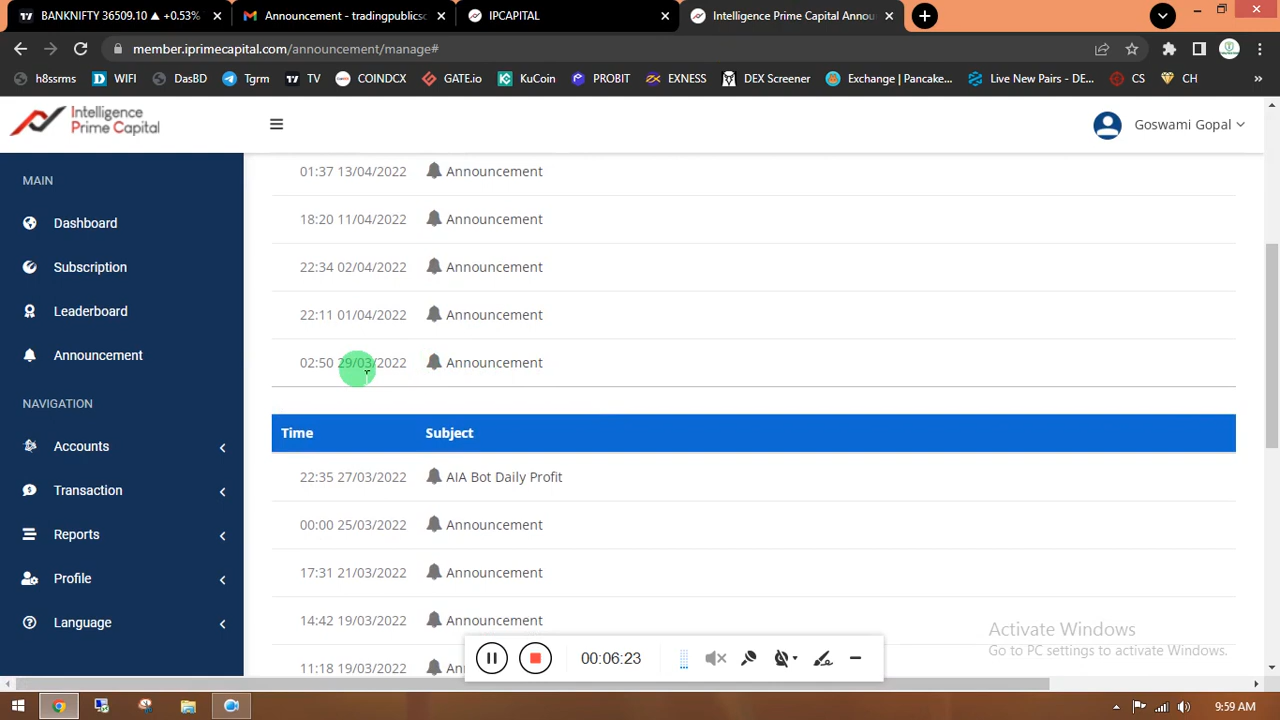 BANKNIFTY 36509.10 ▲ +0.53%
Announcement - tradingpublicsc
IPCAPITAL
Intelligence Prime Capital Annou
member.iprimecapital.com/announcement/manage#
h8ssrms
WIFI
DasBD
Tgrm
TV
COINDCX
GATE.io
KuCoin
PROBIT
EXNESS
DEX Screener
Exchange | Pancake...
Live New Pairs - DE...
CS
CH
»
Intelligence
Prime Capital
Goswami Gopal
MAIN
Dashboard
Subscription
Leaderboard
Announcement
NAVIGATION
Accounts
Transaction
Reports
Profile
Language
01:37 13/04/2022 Announcement
18:20 11/04/2022 Announcement
22:34 02/04/2022 Announcement
22:11 01/04/2022 Announcement
02:50 29/03/2022 Announcement
Time Subject
22:35 27/03/2022 AIA Bot Daily Profit
00:00 25/03/2022 Announcement
17:31 21/03/2022 Announcement
14:42 19/03/2022 Announcement
11:18 19/03/2022
00:06:23
Activate Windows
Go to PC settings to activate Windows.
9:59 AM